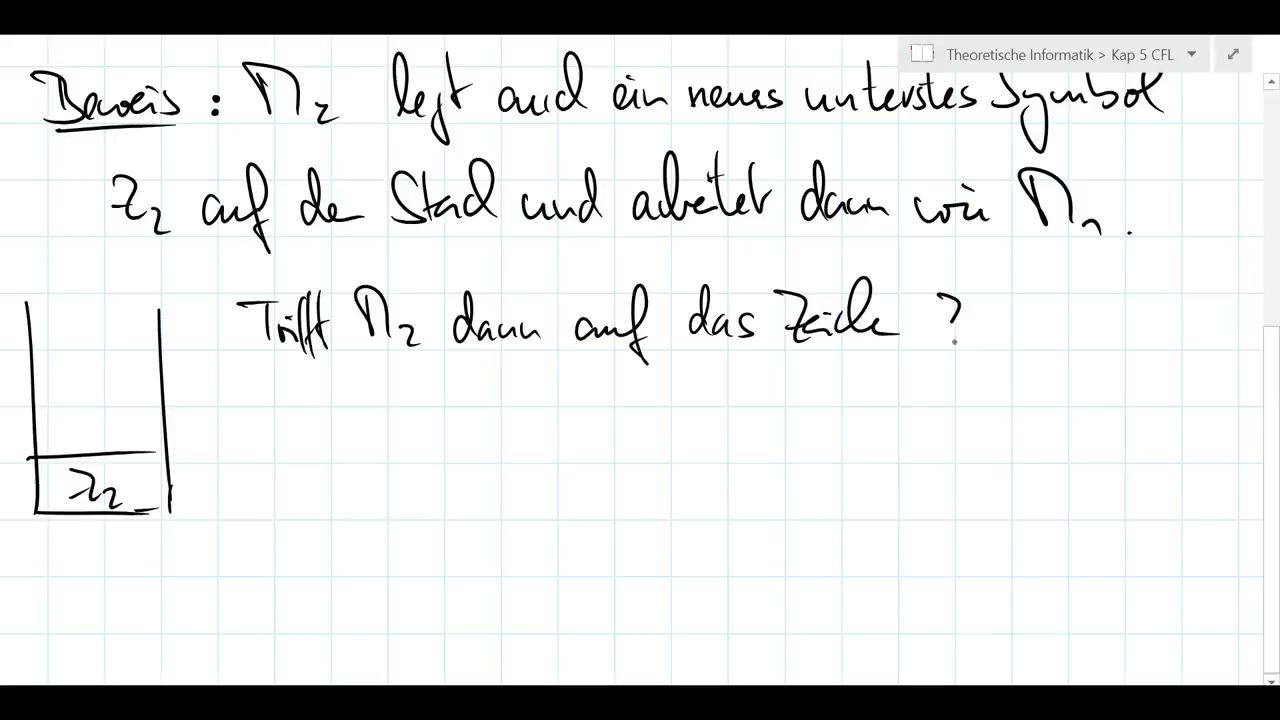 Theoretische Informatik > Kap 5 CFL
Beweis : M₂ legt auch ein neues unterstes Symbol
Z₂ auf den Stack und arbeitet dann wie M₁.
Trifft M₂ dann auf das Zeichen Z
Z₂